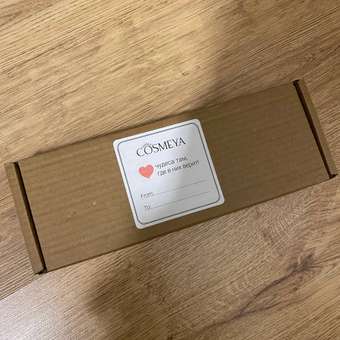 COSMEYA
чудеса там,
где в них верят!
From:
To: